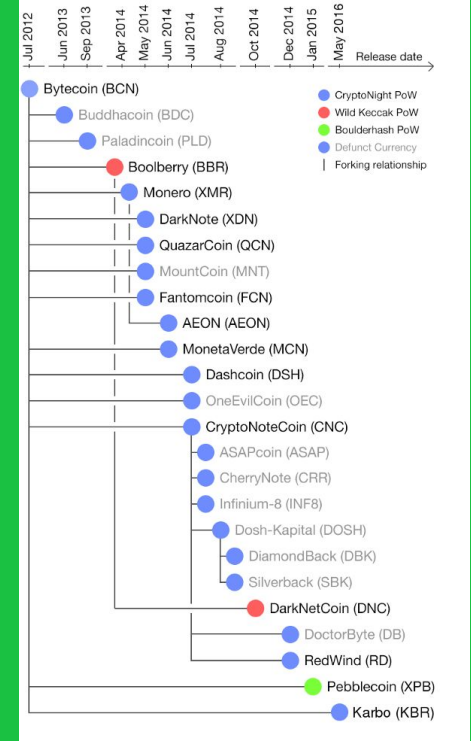 Jul 2012
Jun 2013
Sep 2013
Apr 2014
May 2014
Jun 2014
Jul 2014
Aug 2014
Oct 2014
Dec 2014
Jan 2015
May 2016
Release date
Bytecoin (BCN)
CryptoNight PoW
Wild Keccak PoW
Boulderhash PoW
Defunct Currency
Forking relationship
Buddhacoin (BDC)
Paladincoin (PLD)
Boolberry (BBR)
Monero (XMR)
DarkNote (XDN)
QuazarCoin (QCN)
MountCoin (MNT)
Fantomcoin (FCN)
AEON (AEON)
MonetaVerde (MCN)
Dashcoin (DSH)
OneEvilCoin (OEC)
CryptoNoteCoin (CNC)
ASAPcoin (ASAP)
CherryNote (CRR)
Infinium-8 (INF8)
Dosh-Kapital (DOSH)
DiamondBack (DBK)
Silverback (SBK)
DarkNetCoin (DNC)
DoctorByte (DB)
RedWind (RD)
Pebblecoin (XPB)
Karbo (KBR)